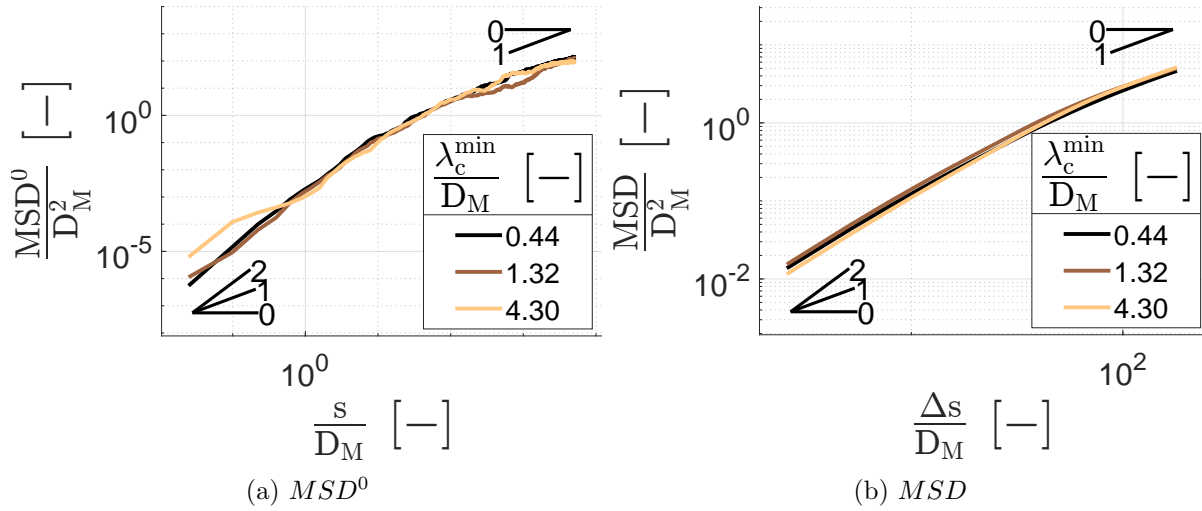 MSD^0 / D_M^2 [—]
10^0
10^-5
0
1
2
1
0
λ_c^min / D_M [—]
0.44
1.32
4.30
10^0
s / D_M [—]
(a) MSD^0
MSD / D_M^2 [—]
10^0
10^-2
0
1
2
1
0
λ_c^min / D_M [—]
0.44
1.32
4.30
10^2
Δs / D_M [—]
(b) MSD